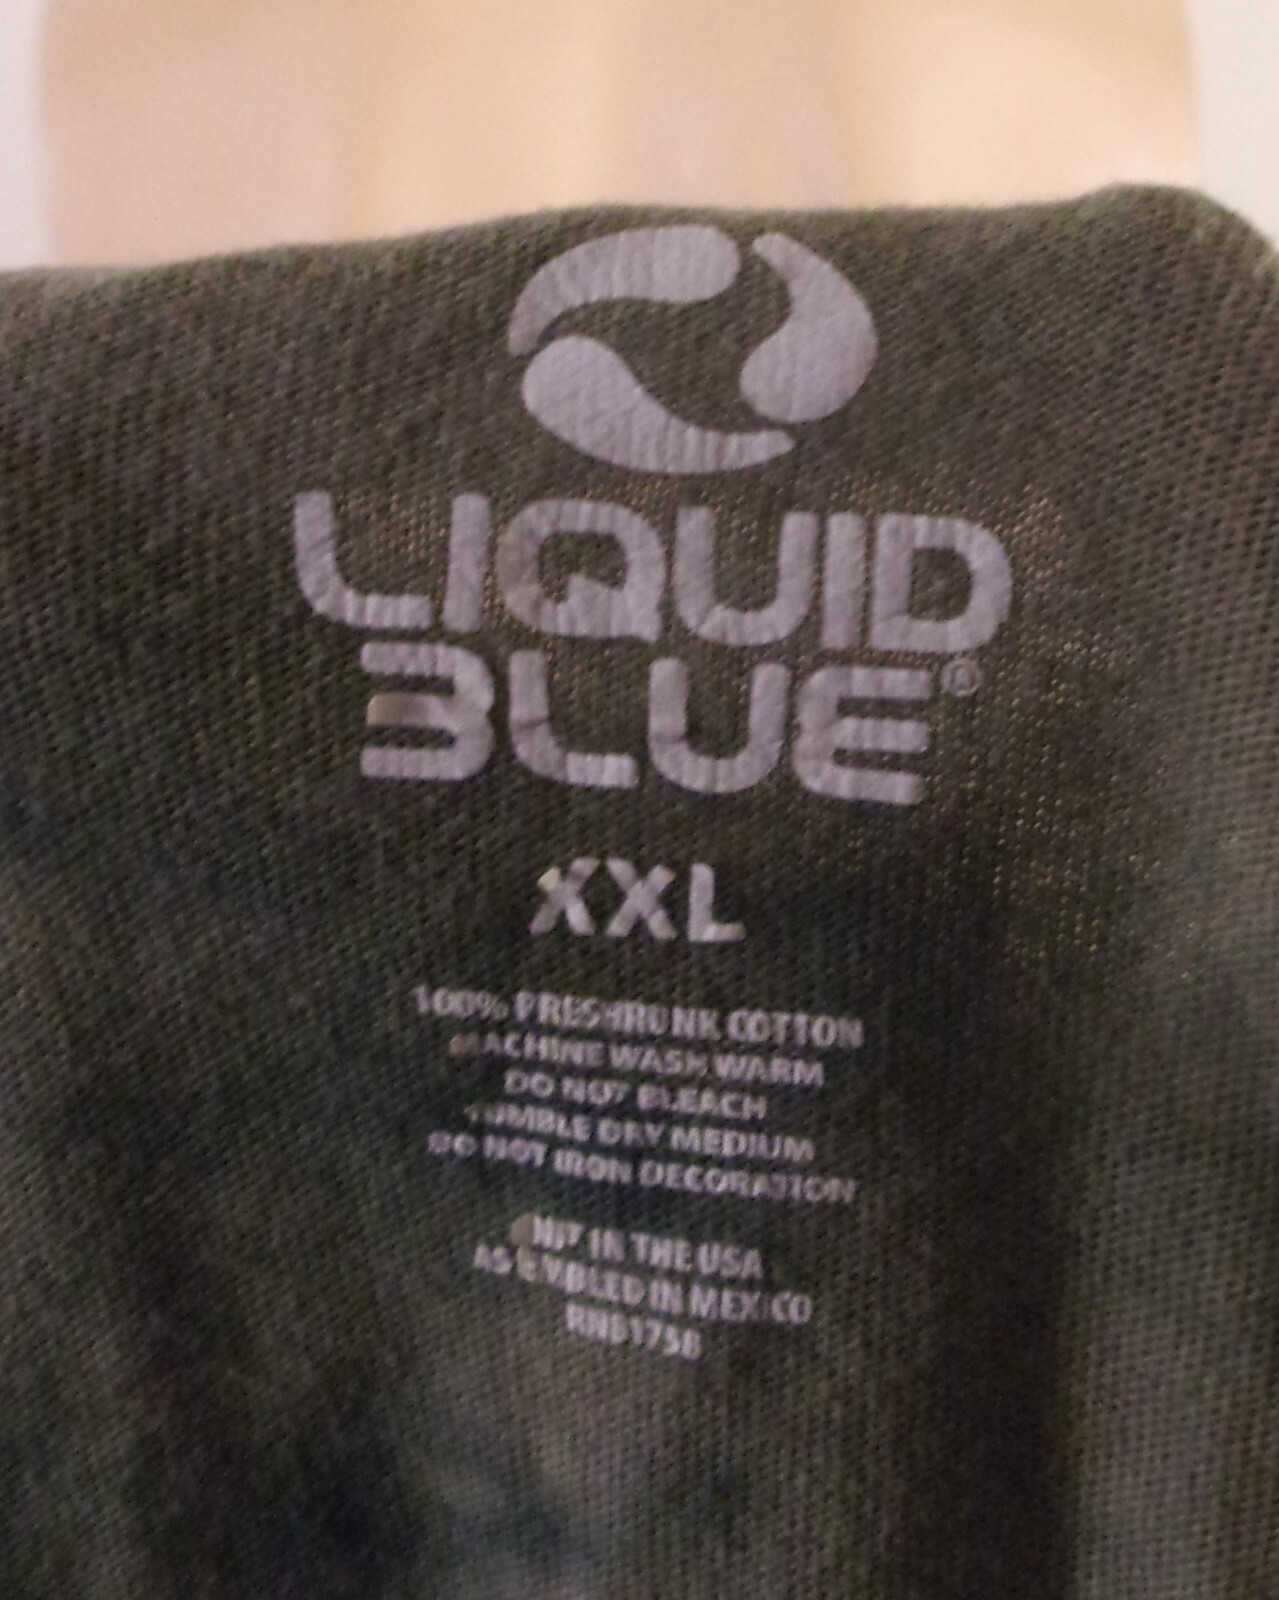 LIQUID
BLUE®
XXL
100% PRESHRUNK COTTON
MACHINE WASH WARM
DO NOT BLEACH
TUMBLE DRY MEDIUM
DO NOT IRON DECORATION
KNIT IN THE USA
ASSEMBLED IN MEXICO